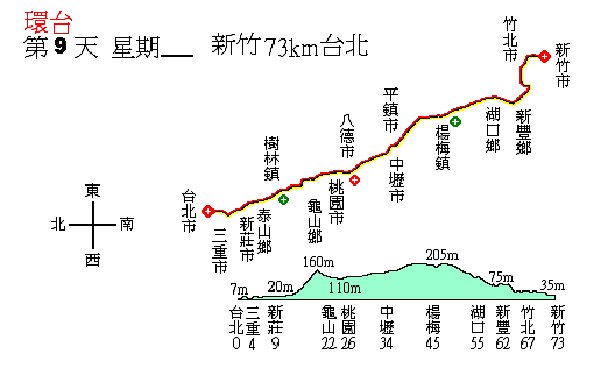 環台
第 9 天 星期__ 新竹73km台北
竹北市
新竹市
平鎮市
八德市
樹林鎮
湖口鄉
新豐鄉
楊梅鎮
中壢市
桃園市
龜山鄉
台北市
泰山鄉
新莊市
三重市
東
北 南
西
160m 205m
7m 20m 110m 75m 35m
台北 三重 新莊 龜山 桃園 中壢 楊梅 湖口 新豐 竹北 新竹
0 4 9 22 26 34 45 55 62 67 73